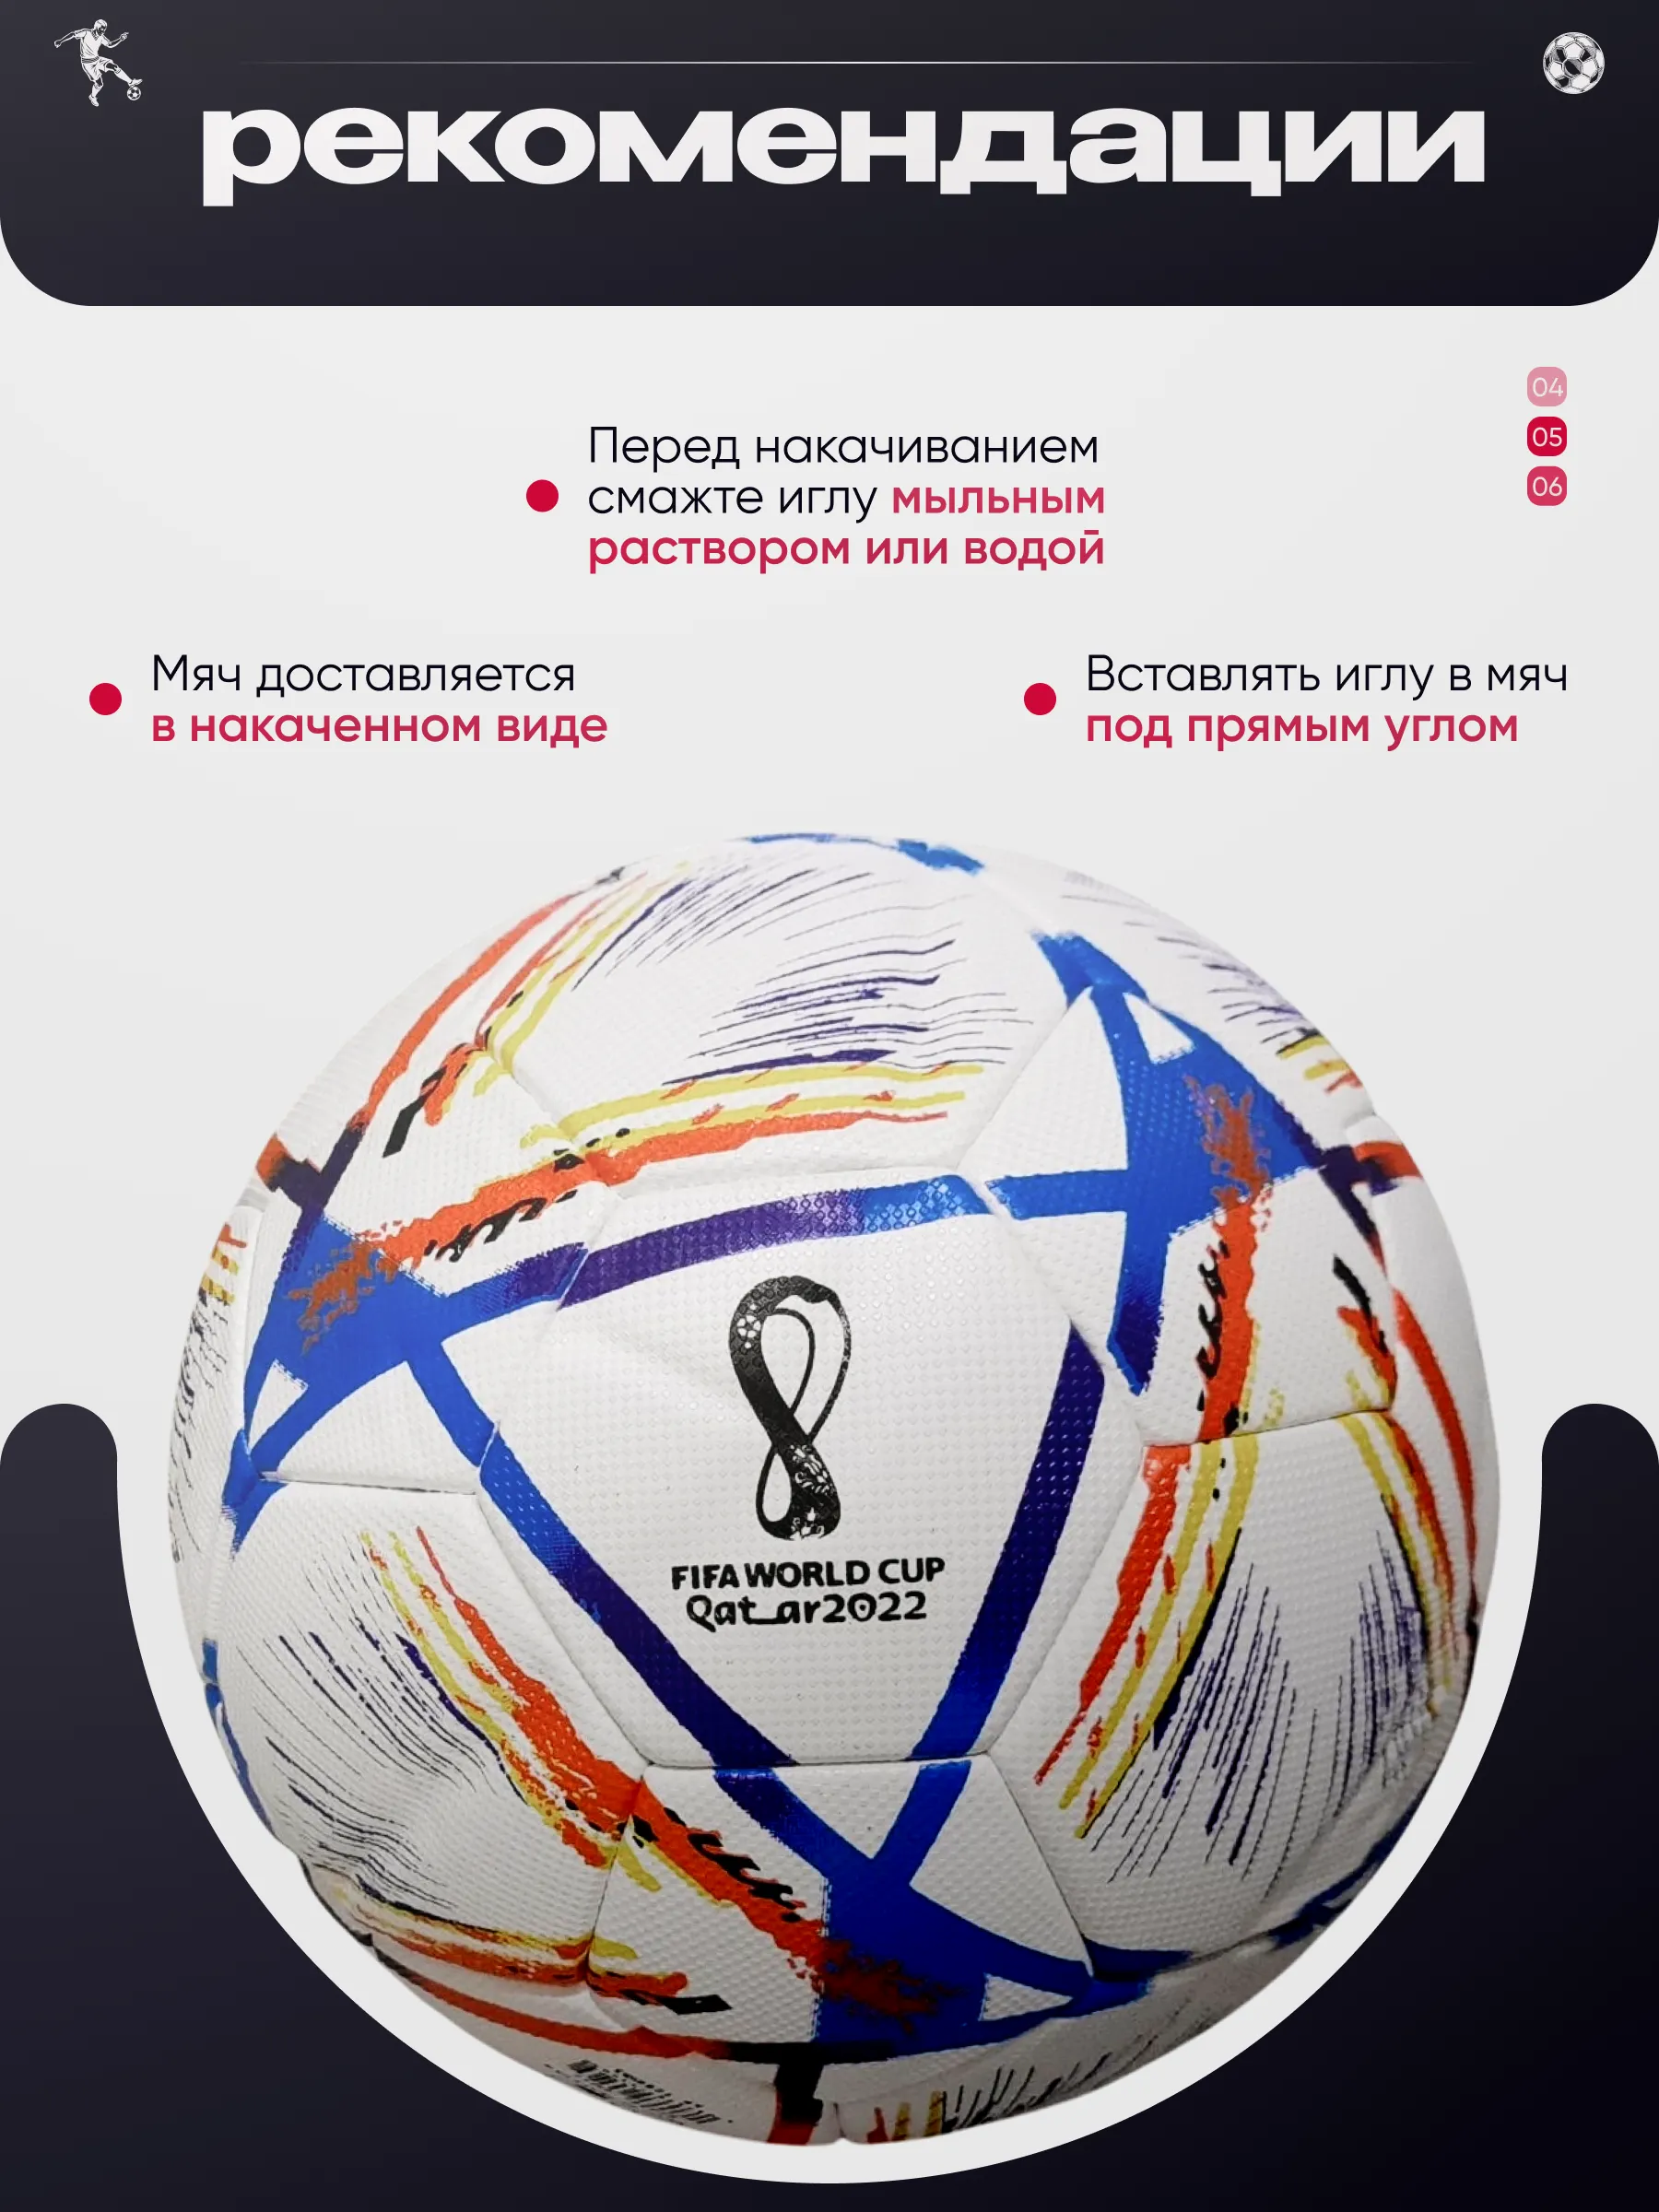 рекомендации
04
05
06
Перед накачиванием
смажте иглу мыльным
раствором или водой
Мяч доставляется
в накаченном виде
Вставлять иглу в мяч
под прямым углом
FIFA WORLD CUP
Qatar2022